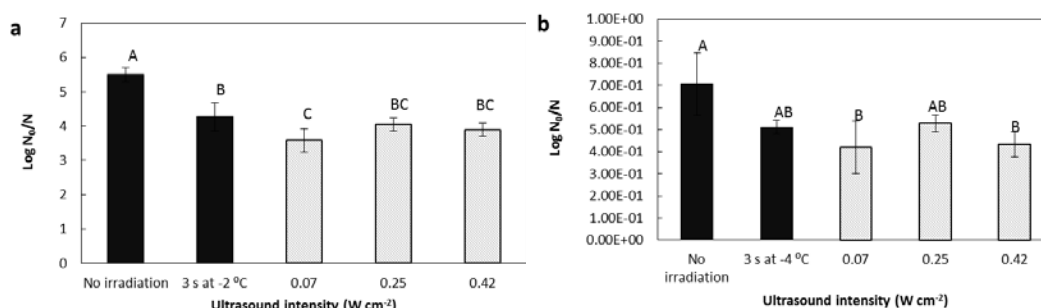 a
7
6
5
4
3
2
1
0
Log N₀/N
A
B
C
BC
BC
No irradiation 3 s at -2 ⁰C 0.07 0.25 0.42
Ultrasound intensity (W cm⁻²)
b
1.00E+00
9.00E-01
8.00E-01
7.00E-01
6.00E-01
5.00E-01
4.00E-01
3.00E-01
2.00E-01
1.00E-01
0.00E+00
Log N₀/N
A
AB
B
AB
B
No 3 s at -4 ⁰C 0.07 0.25 0.42
irradiation
Ultrasound intensity (W cm⁻²)